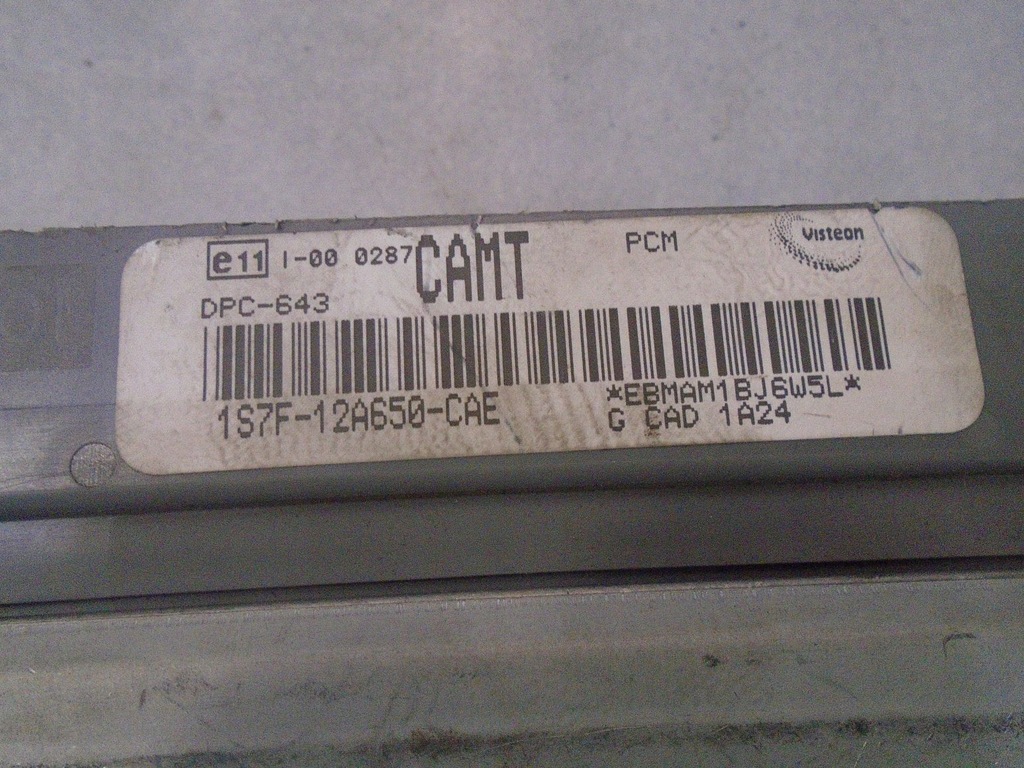 e11 I-00 0287 CAMT PCM Visteon
DPC-643
1S7F-12A650-CAE *EBMAM1BJ6W5L*
G CAD 1A24